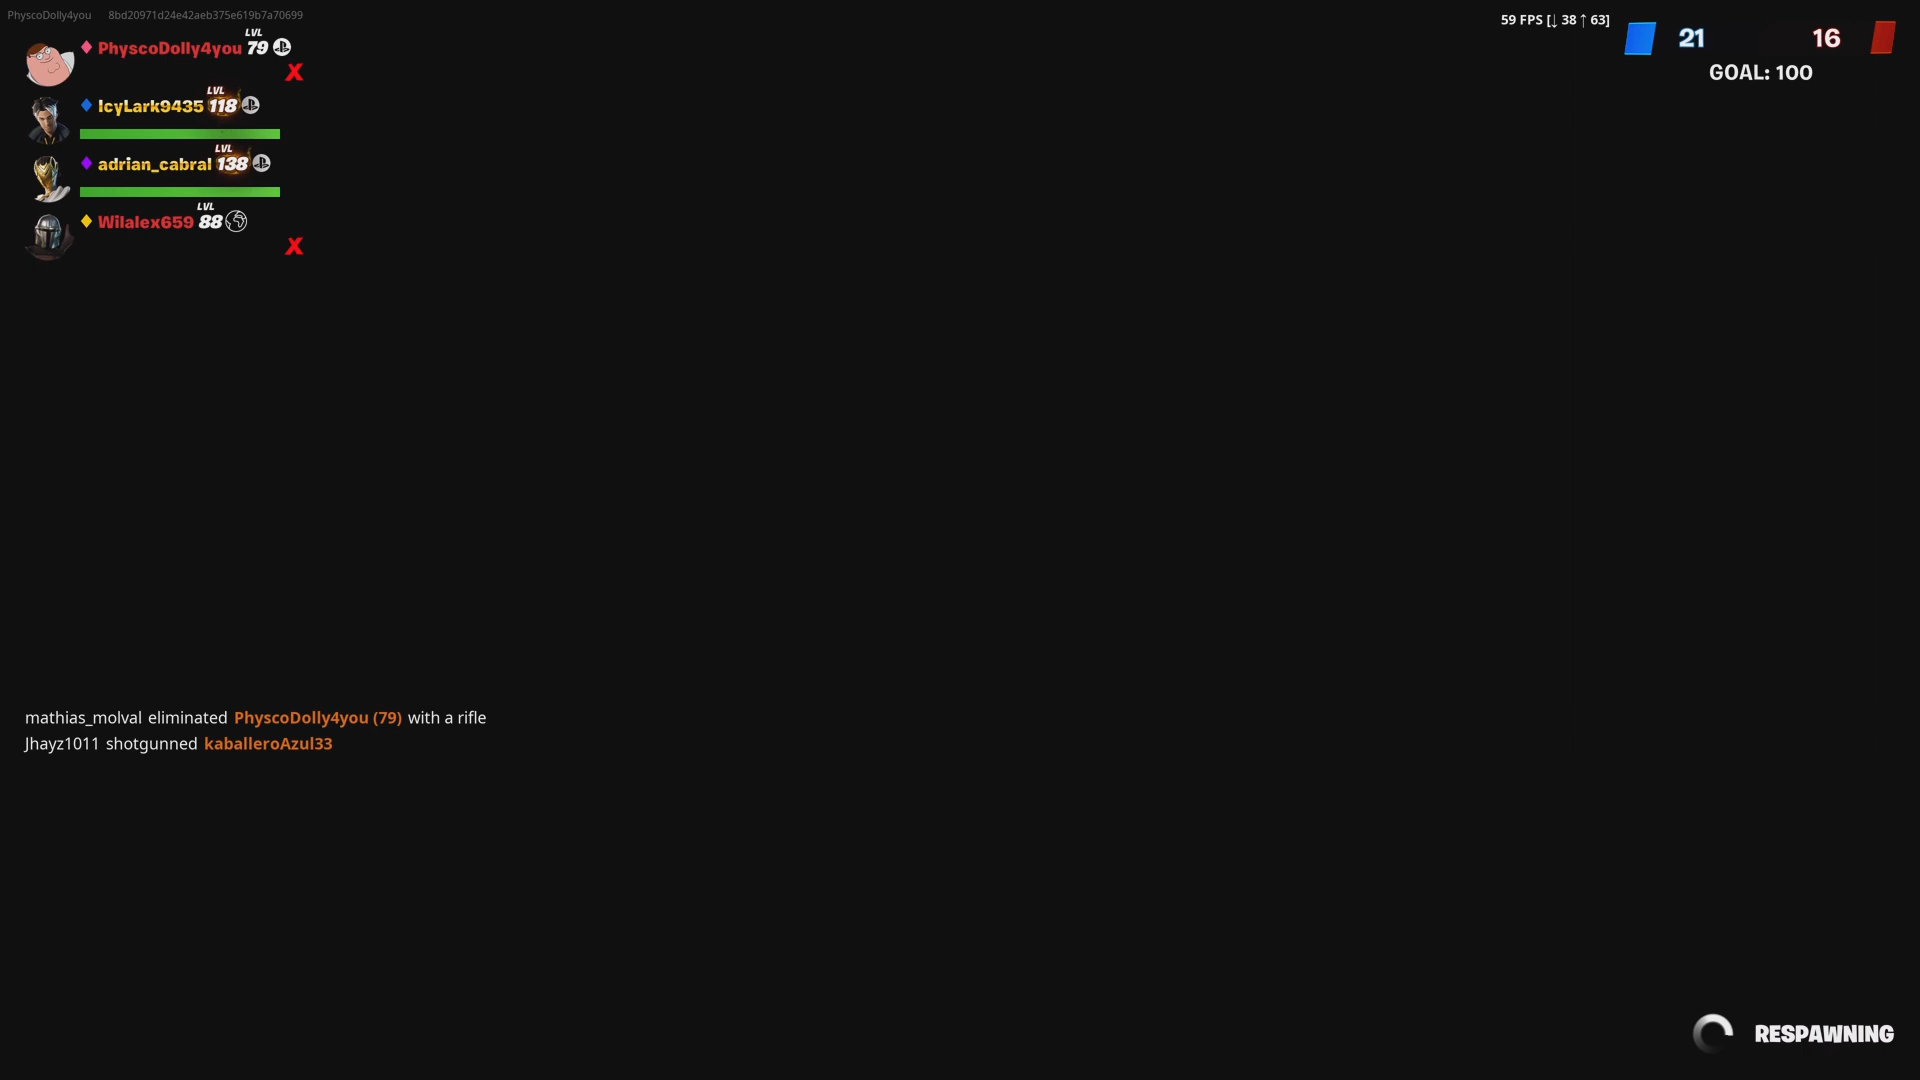 PhyscoDolly4you 8bd20971d24e42aeb375e619b7a70699
59 FPS [↓ 38 ↑ 63]
21 16
GOAL: 100
LVL
PhyscoDolly4you 79
X
LVL
IcyLark9435 118
LVL
adrian_cabral 138
LVL
Wilalex659 88
X
mathias_molval eliminated PhyscoDolly4you (79) with a rifle
Jhayz1011 shotgunned kaballeroAzul33
RESPAWNING